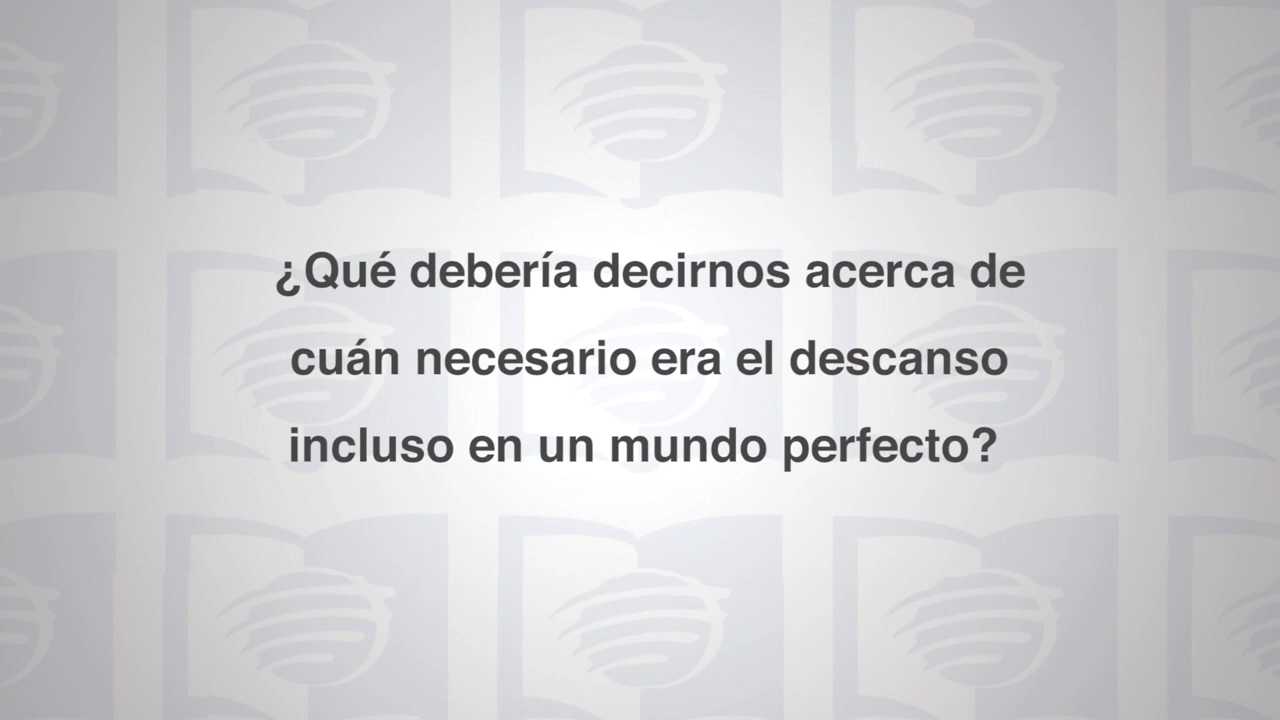 ¿Qué debería decirnos acerca de
cuán necesario era el descanso
incluso en un mundo perfecto?